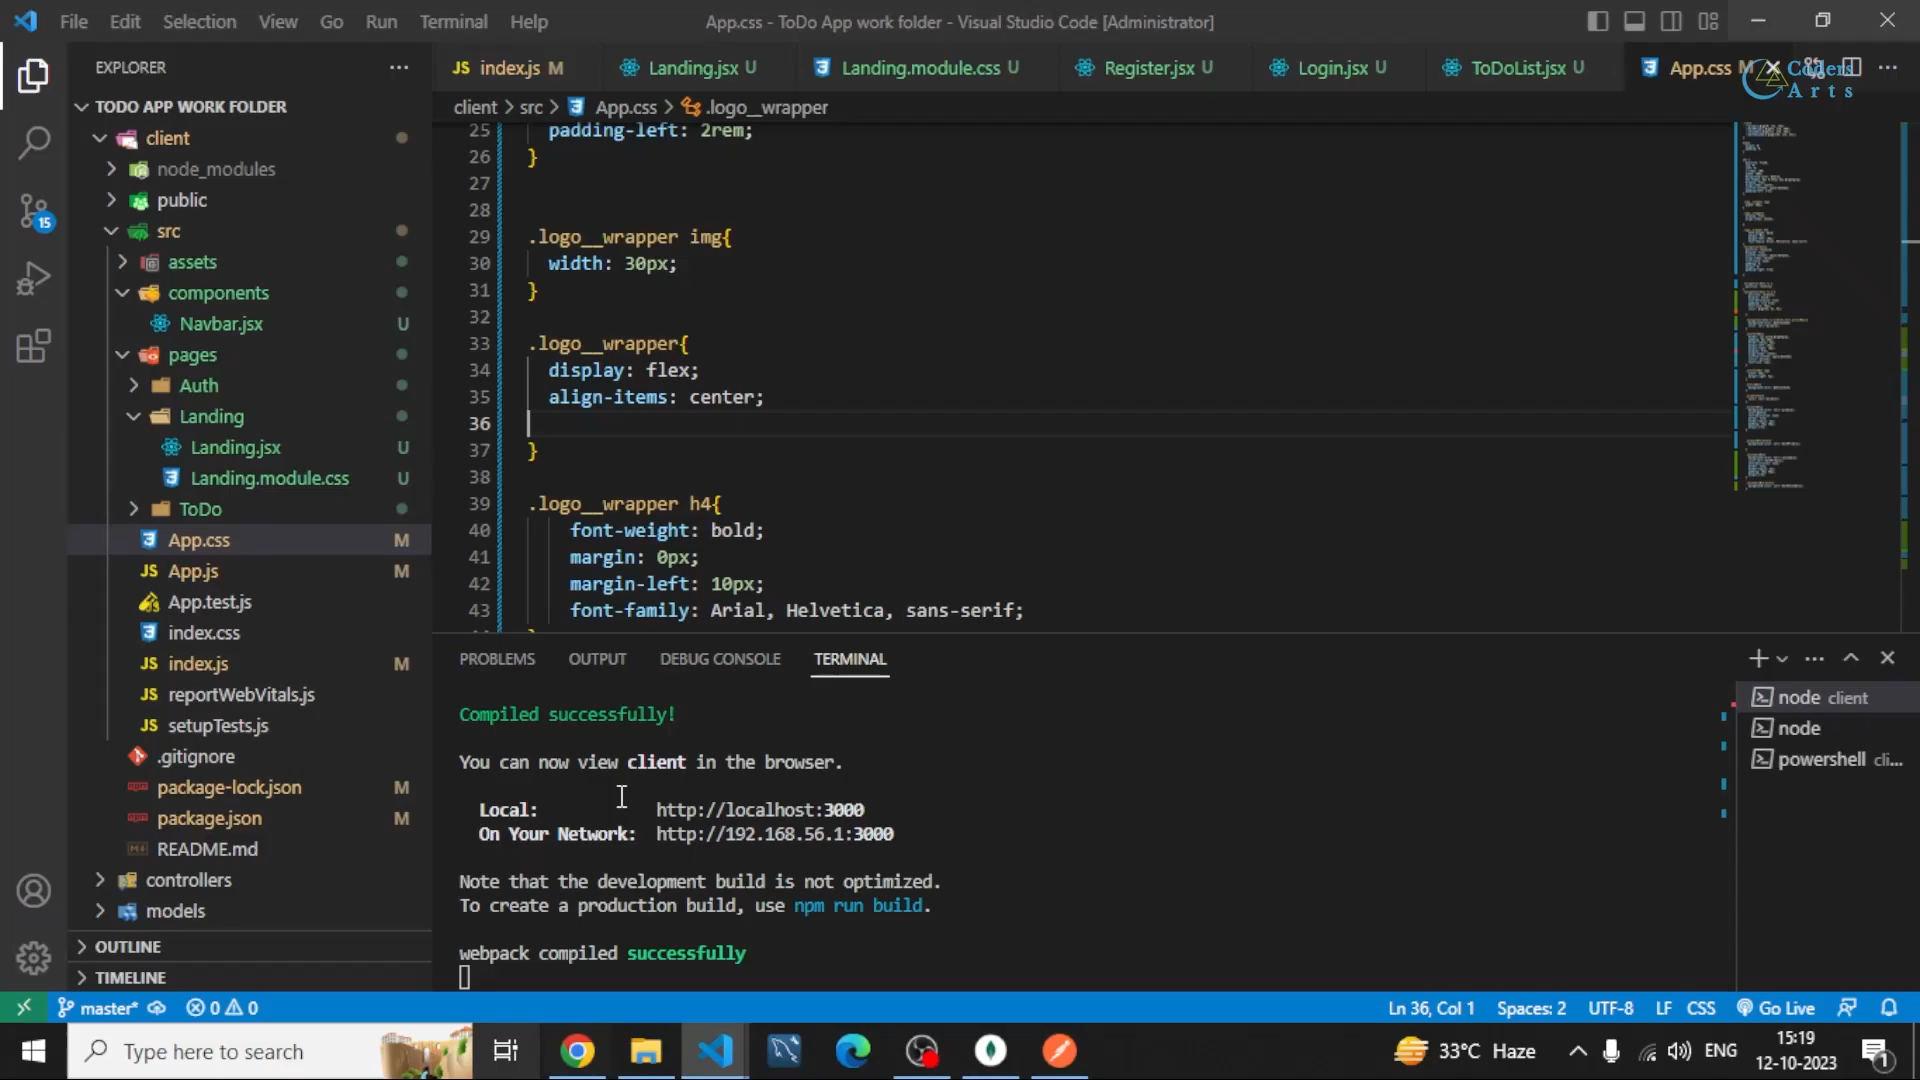 File Edit Selection View Go Run Terminal Help
App.css - ToDo App work folder - Visual Studio Code [Administrator]
EXPLORER
index.js M
Landing.jsx U
Landing.module.css U
Register.jsx U
Login.jsx U
ToDoList.jsx U
App.css M
Coders Arts
client > src > App.css > .logo__wrapper
TODO APP WORK FOLDER
client
node_modules
public
src
assets
components
Navbar.jsx U
pages
Auth
Landing
Landing.jsx U
Landing.module.css U
ToDo
App.css M
JS App.js M
App.test.js
index.css
JS index.js M
JS reportWebVitals.js
JS setupTests.js
.gitignore
package-lock.json M
package.json M
README.md
controllers
models
OUTLINE
TIMELINE
15
25 padding-left: 2rem;
26 }
27
28
29 .logo__wrapper img{
30 width: 30px;
31 }
32
33 .logo__wrapper{
34 display: flex;
35 align-items: center;
36
37 }
38
39 .logo__wrapper h4{
40 font-weight: bold;
41 margin: 0px;
42 margin-left: 10px;
43 font-family: Arial, Helvetica, sans-serif;
PROBLEMS OUTPUT DEBUG CONSOLE TERMINAL
Compiled successfully!
You can now view client in the browser.
Local: http://localhost:3000
On Your Network: http://192.168.56.1:3000
Note that the development build is not optimized.
To create a production build, use npm run build.
webpack compiled successfully
node client
node
powershell cli...
master* 0 0
Ln 36, Col 1 Spaces: 2 UTF-8 LF CSS Go Live
Type here to search
33°C Haze
ENG
15:19
12-10-2023
1